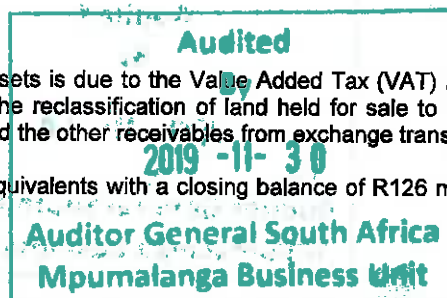 Audited
sets is due to the Value Added Tax (VAT)
By
he reclassification of land held for sale to
d the other receivables from exchange trans
2019 -11- 30
quivalents with a closing balance of R126 m
Auditor General South Africa
Mpumalanga Business Unit